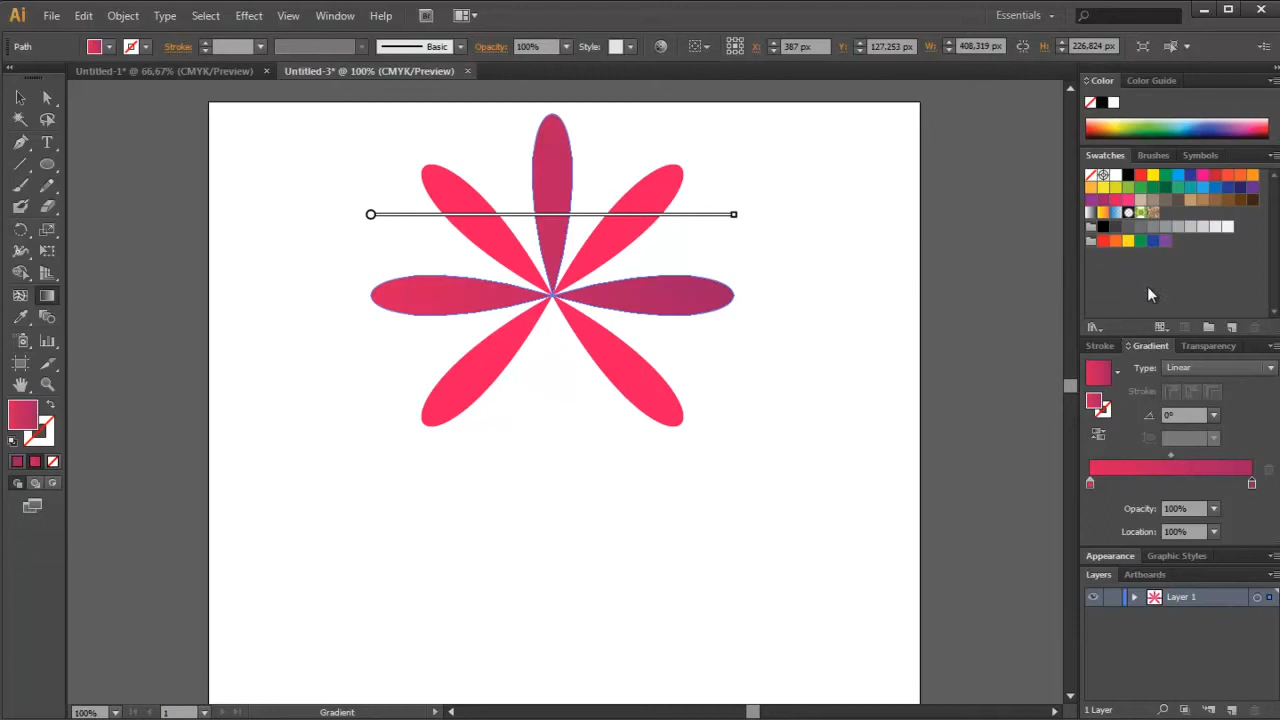 Ai File Edit Object Type Select Effect View Window Help Br Essentials
Path Stroke: Basic Opacity: 100% Style: X: 387 px Y: 127,253 px W: 408,319 px H: 226,824 px
Untitled-1* @ 66,67% (CMYK/Preview) × Untitled-3* @ 100% (CMYK/Preview) ×
Color Color Guide
Swatches Brushes Symbols
Stroke Gradient Transparency
Type: Linear
Stroke:
0°
Opacity: 100%
Location: 100%
Appearance Graphic Styles
Layers Artboards
Layer 1
100% 1 Gradient 1 Layer